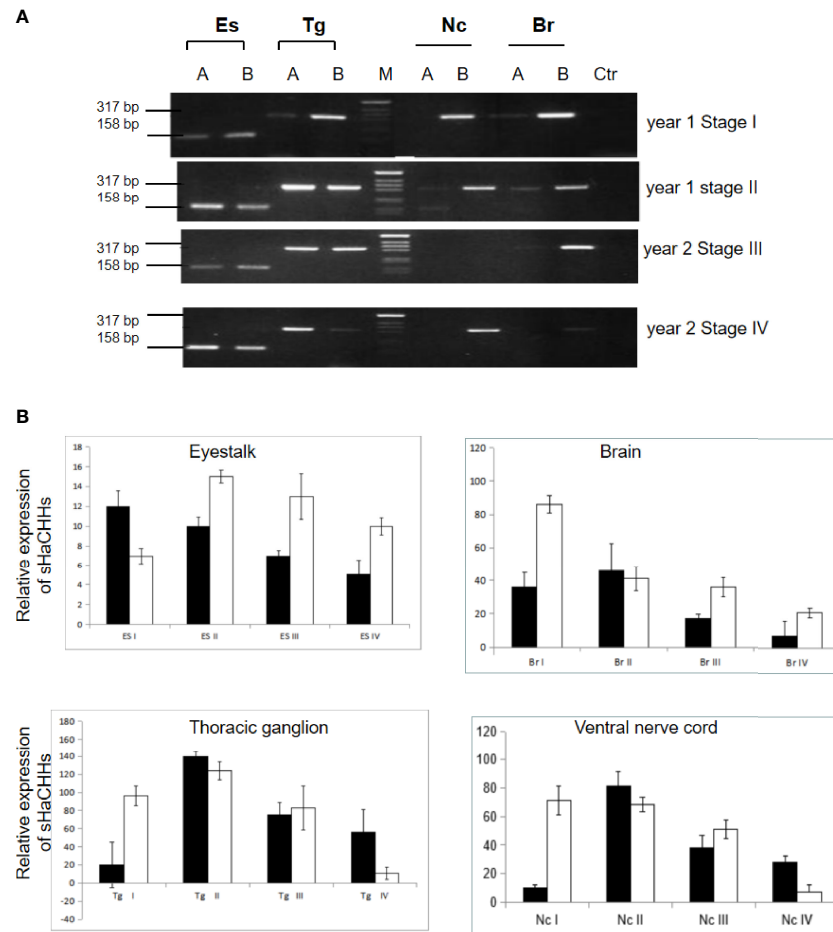 A
Es Tg Nc Br
A B A B M A B A B Ctr
317 bp
158 bp
year 1 Stage I
317 bp
158 bp
year 1 stage II
317 bp
158 bp
year 2 Stage III
317 bp
158 bp
year 2 Stage IV
B
Relative expression
of sHaCHHs
Eyestalk
18
16
14
12
10
8
6
4
2
0
ES I ES II ES III ES IV
Brain
120
100
80
60
40
20
0
Br I Br II Br III Br IV
Relative expression
of sHaCHHs
Thoracic ganglion
180
160
140
120
100
80
60
40
20
0
-20
-40
Tg I Tg II Tg III Tg IV
Ventral nerve cord
120
100
80
60
40
20
0
Nc I Nc II Nc III Nc IV